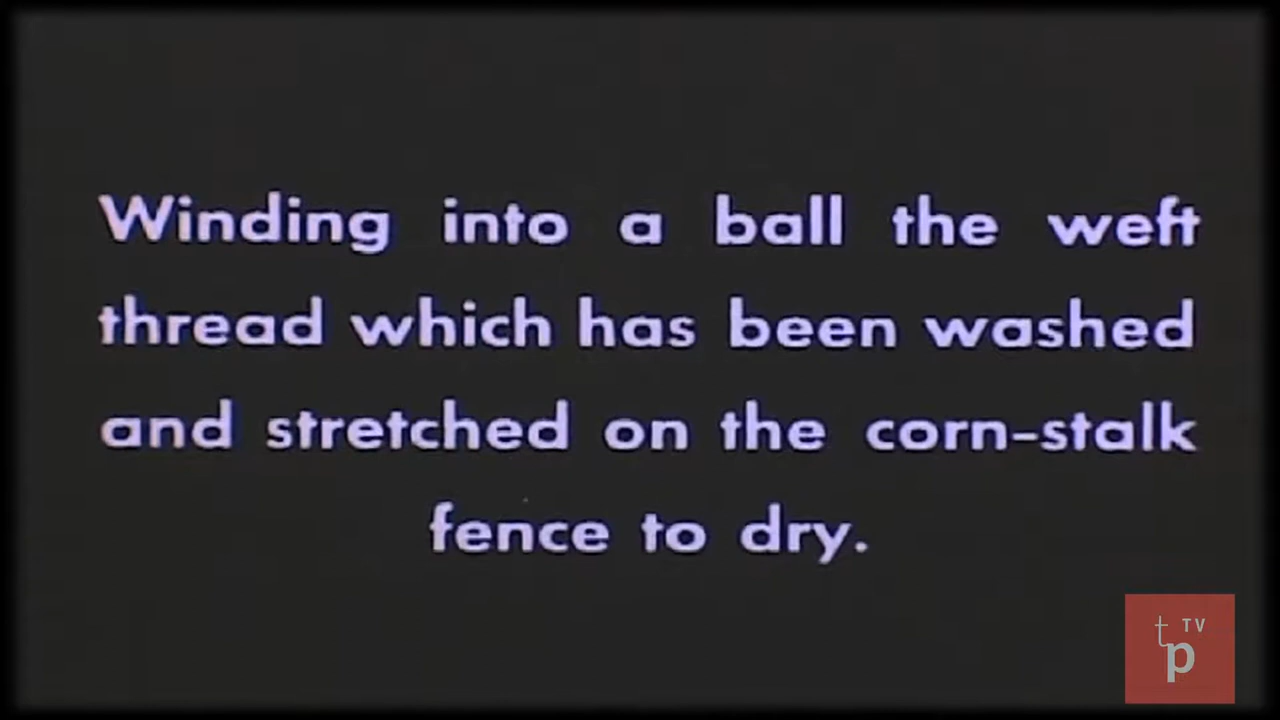 Winding into a ball the weft
thread which has been washed
and stretched on the corn-stalk
fence to dry.
tp TV